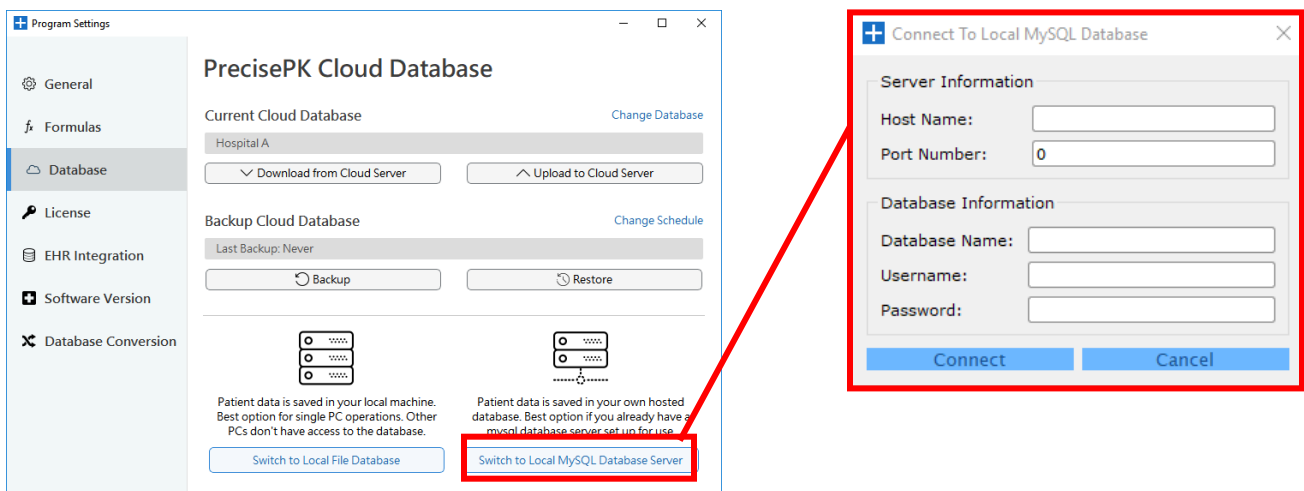 Program Settings
General
Formulas
Database
License
EHR Integration
Software Version
Database Conversion
PrecisePK Cloud Database
Current Cloud Database
Change Database
Hospital A
Download from Cloud Server
Upload to Cloud Server
Backup Cloud Database
Change Schedule
Last Backup: Never
Backup
Restore
Patient data is saved in your local machine.
Best option for single PC operations. Other
PCs don't have access to the database.
Switch to Local File Database
Patient data is saved in your own hosted
database. Best option if you already have a
mysql database server set up for use
Switch to Local MySQL Database Server
Connect To Local MySQL Database
Server Information
Host Name:
Port Number: 0
Database Information
Database Name:
Username:
Password:
Connect
Cancel